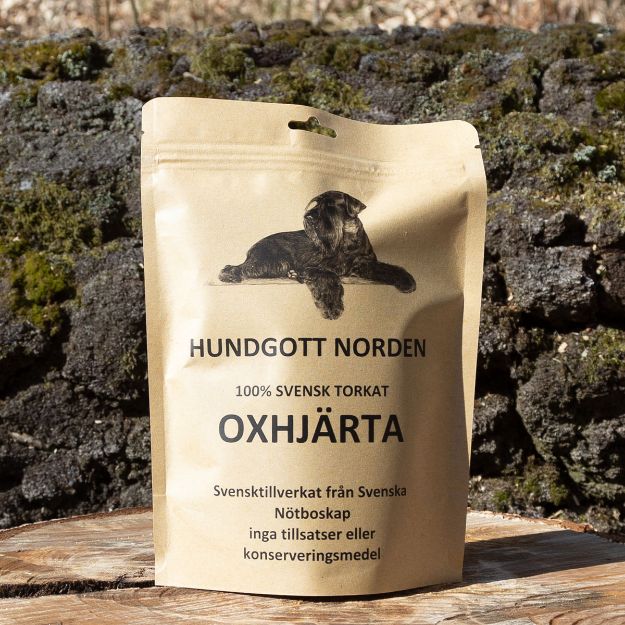 HUNDGOTT NORDEN
100% SVENSK TORKAT
OXHJÄRTA
Svensktillverkat från Svenska
Nötboskap
inga tillsatser eller
konserveringsmedel